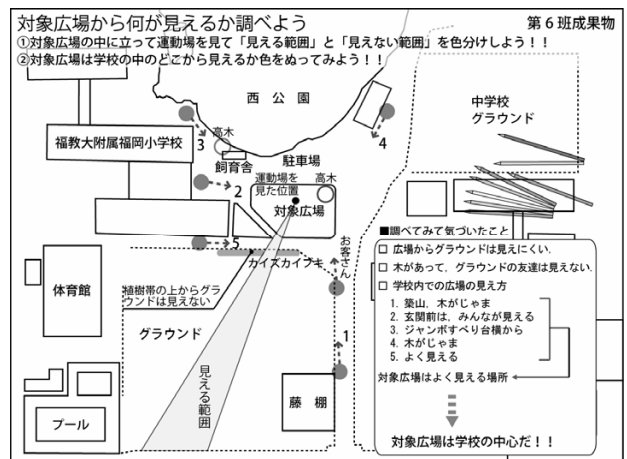 対象広場から何が見えるか調べよう
第6班成果物
①対象広場の中に立って運動場を見て「見える範囲」と「見えない範囲」を色分けしよう！！
②対象広場は学校の中のどこから見えるか色をぬってみよう！！
西 公 園
中学校
グラウンド
3
高木
4
福教大附属福岡小学校
飼育舎
駐車場
2
運動場を
見た位置
高木
対象広場
5
カイズカイブキ
お客さん
植樹帯の上からグラ
ウンドは見えない
体育館
グラウンド
見える範囲
1
藤 棚
プール
■調べてみて気づいたこと
□ 広場からグラウンドは見えにくい.
□ 木があって，グラウンドの友達は見えない.
□ 学校内での広場の見え方
1. 築山，木がじゃま
2. 玄関前は，みんなが見える
3. ジャンボすべり台横から
4. 木がじゃま
5. よく見える
対象広場はよく見える場所
対象広場は学校の中心だ！！